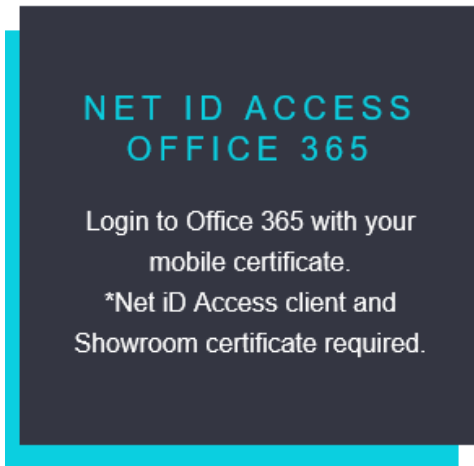 NET ID ACCESS
OFFICE 365
Login to Office 365 with your
mobile certificate.
*Net iD Access client and
Showroom certificate required.